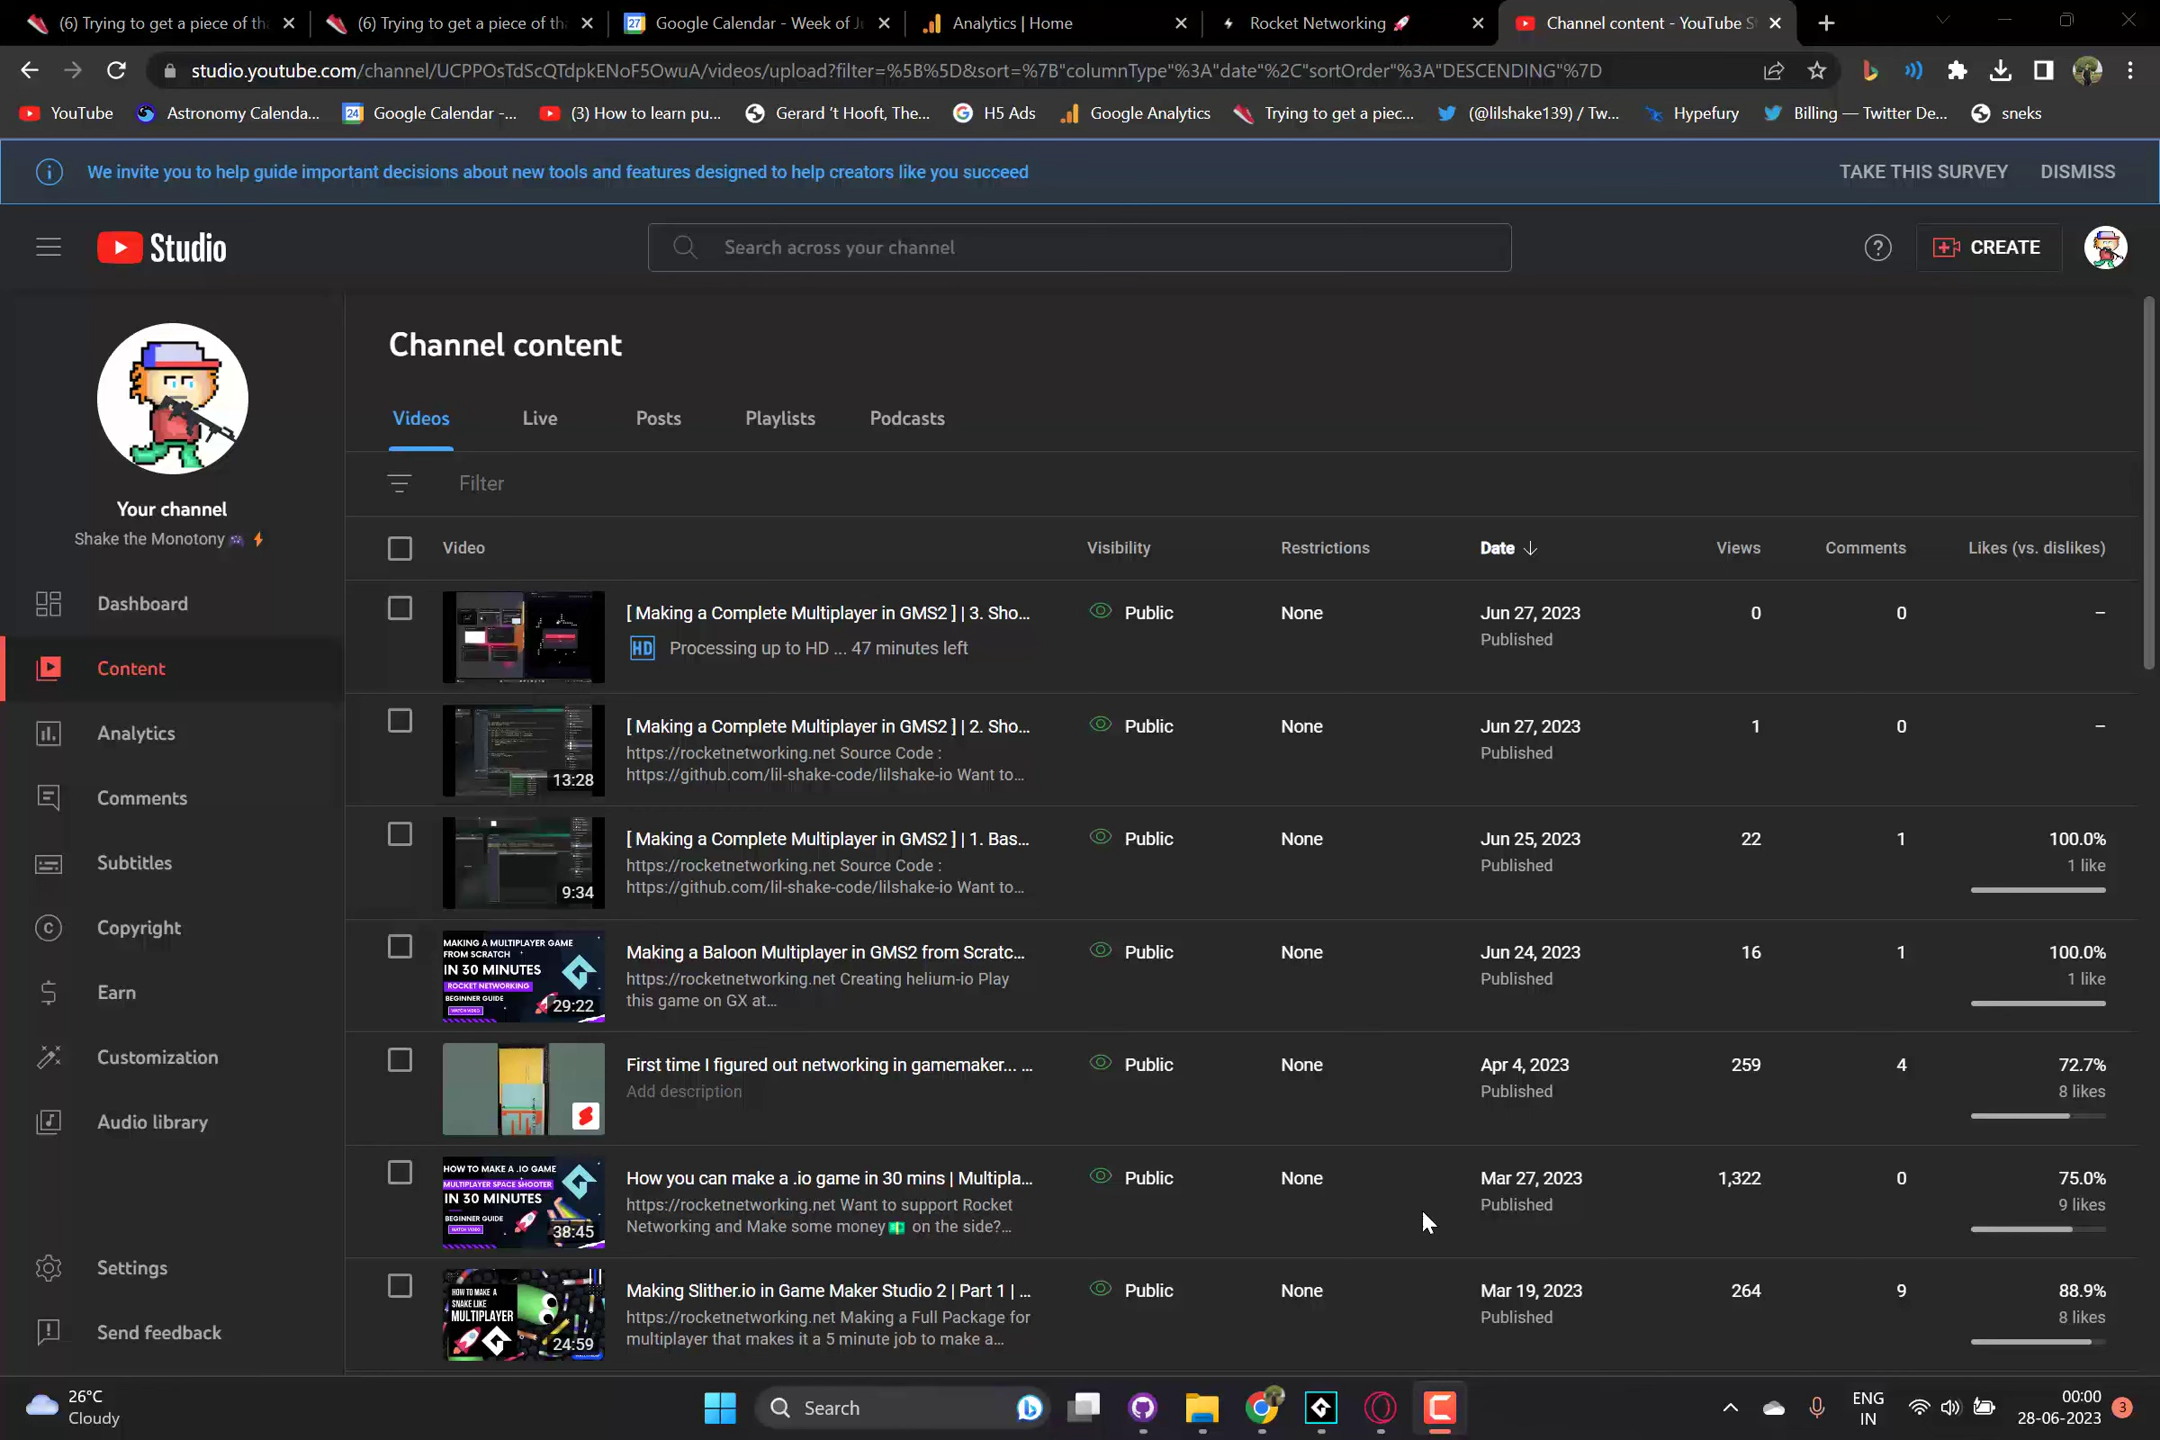 (6) Trying to get a piece of tha
(6) Trying to get a piece of tha
Google Calendar - Week of Ju
Analytics | Home
Rocket Networking 🚀
Channel content - YouTube S
studio.youtube.com/channel/UCPPOsTdScQTdpkENoF5OwuA/videos/upload?filter=%5B%5D&sort=%7B"columnType"%3A"date"%2C"sortOrder"%3A"DESCENDING"%7D
YouTube
Astronomy Calenda...
Google Calendar -...
(3) How to learn pu...
Gerard 't Hooft, The...
H5 Ads
Google Analytics
Trying to get a piec...
(@lilshake139) / Tw...
Hypefury
Billing — Twitter De...
sneks
We invite you to help guide important decisions about new tools and features designed to help creators like you succeed
TAKE THIS SURVEY
DISMISS
Studio
Search across your channel
CREATE
Your channel
Shake the Monotony 🎮⚡
Dashboard
Content
Analytics
Comments
Subtitles
Copyright
Earn
Customization
Audio library
Settings
Send feedback
Channel content
Videos Live Posts Playlists Podcasts
Filter
Video Visibility Restrictions Date ↓ Views Comments Likes (vs. dislikes)
[ Making a Complete Multiplayer in GMS2 ] | 3. Sho... Public None Jun 27, 2023 0 0 –
HD Processing up to HD ... 47 minutes left Published
[ Making a Complete Multiplayer in GMS2 ] | 2. Sho... Public None Jun 27, 2023 1 0 –
https://rocketnetworking.net Source Code : Published
https://github.com/lil-shake-code/lilshake-io Want to...
13:28
[ Making a Complete Multiplayer in GMS2 ] | 1. Bas... Public None Jun 25, 2023 22 1 100.0%
https://rocketnetworking.net Source Code : Published 1 like
https://github.com/lil-shake-code/lilshake-io Want to...
9:34
MAKING A MULTIPLAYER GAME
FROM SCRATCH
IN 30 MINUTES
ROCKET NETWORKING
BEGINNER GUIDE
WATCH VIDEO
29:22
Making a Baloon Multiplayer in GMS2 from Scratc... Public None Jun 24, 2023 16 1 100.0%
https://rocketnetworking.net Creating helium-io Play Published 1 like
this game on GX at...
First time I figured out networking in gamemaker... ... Public None Apr 4, 2023 259 4 72.7%
Add description Published 8 likes
HOW TO MAKE A .IO GAME
MULTIPLAYER SPACE SHOOTER
IN 30 MINUTES
BEGINNER GUIDE
WATCH VIDEO
38:45
How you can make a .io game in 30 mins | Multipla... Public None Mar 27, 2023 1,322 0 75.0%
https://rocketnetworking.net Want to support Rocket Published 9 likes
Networking and Make some money💵 on the side?...
HOW TO MAKE A
SNAKE LIKE
MULTIPLAYER
24:59
Making Slither.io in Game Maker Studio 2 | Part 1 | ... Public None Mar 19, 2023 264 9 88.9%
https://rocketnetworking.net Making a Full Package for Published 8 likes
multiplayer that makes it a 5 minute job to make a...
26°C
Cloudy
Search
ENG
IN
00:00
28-06-2023
3